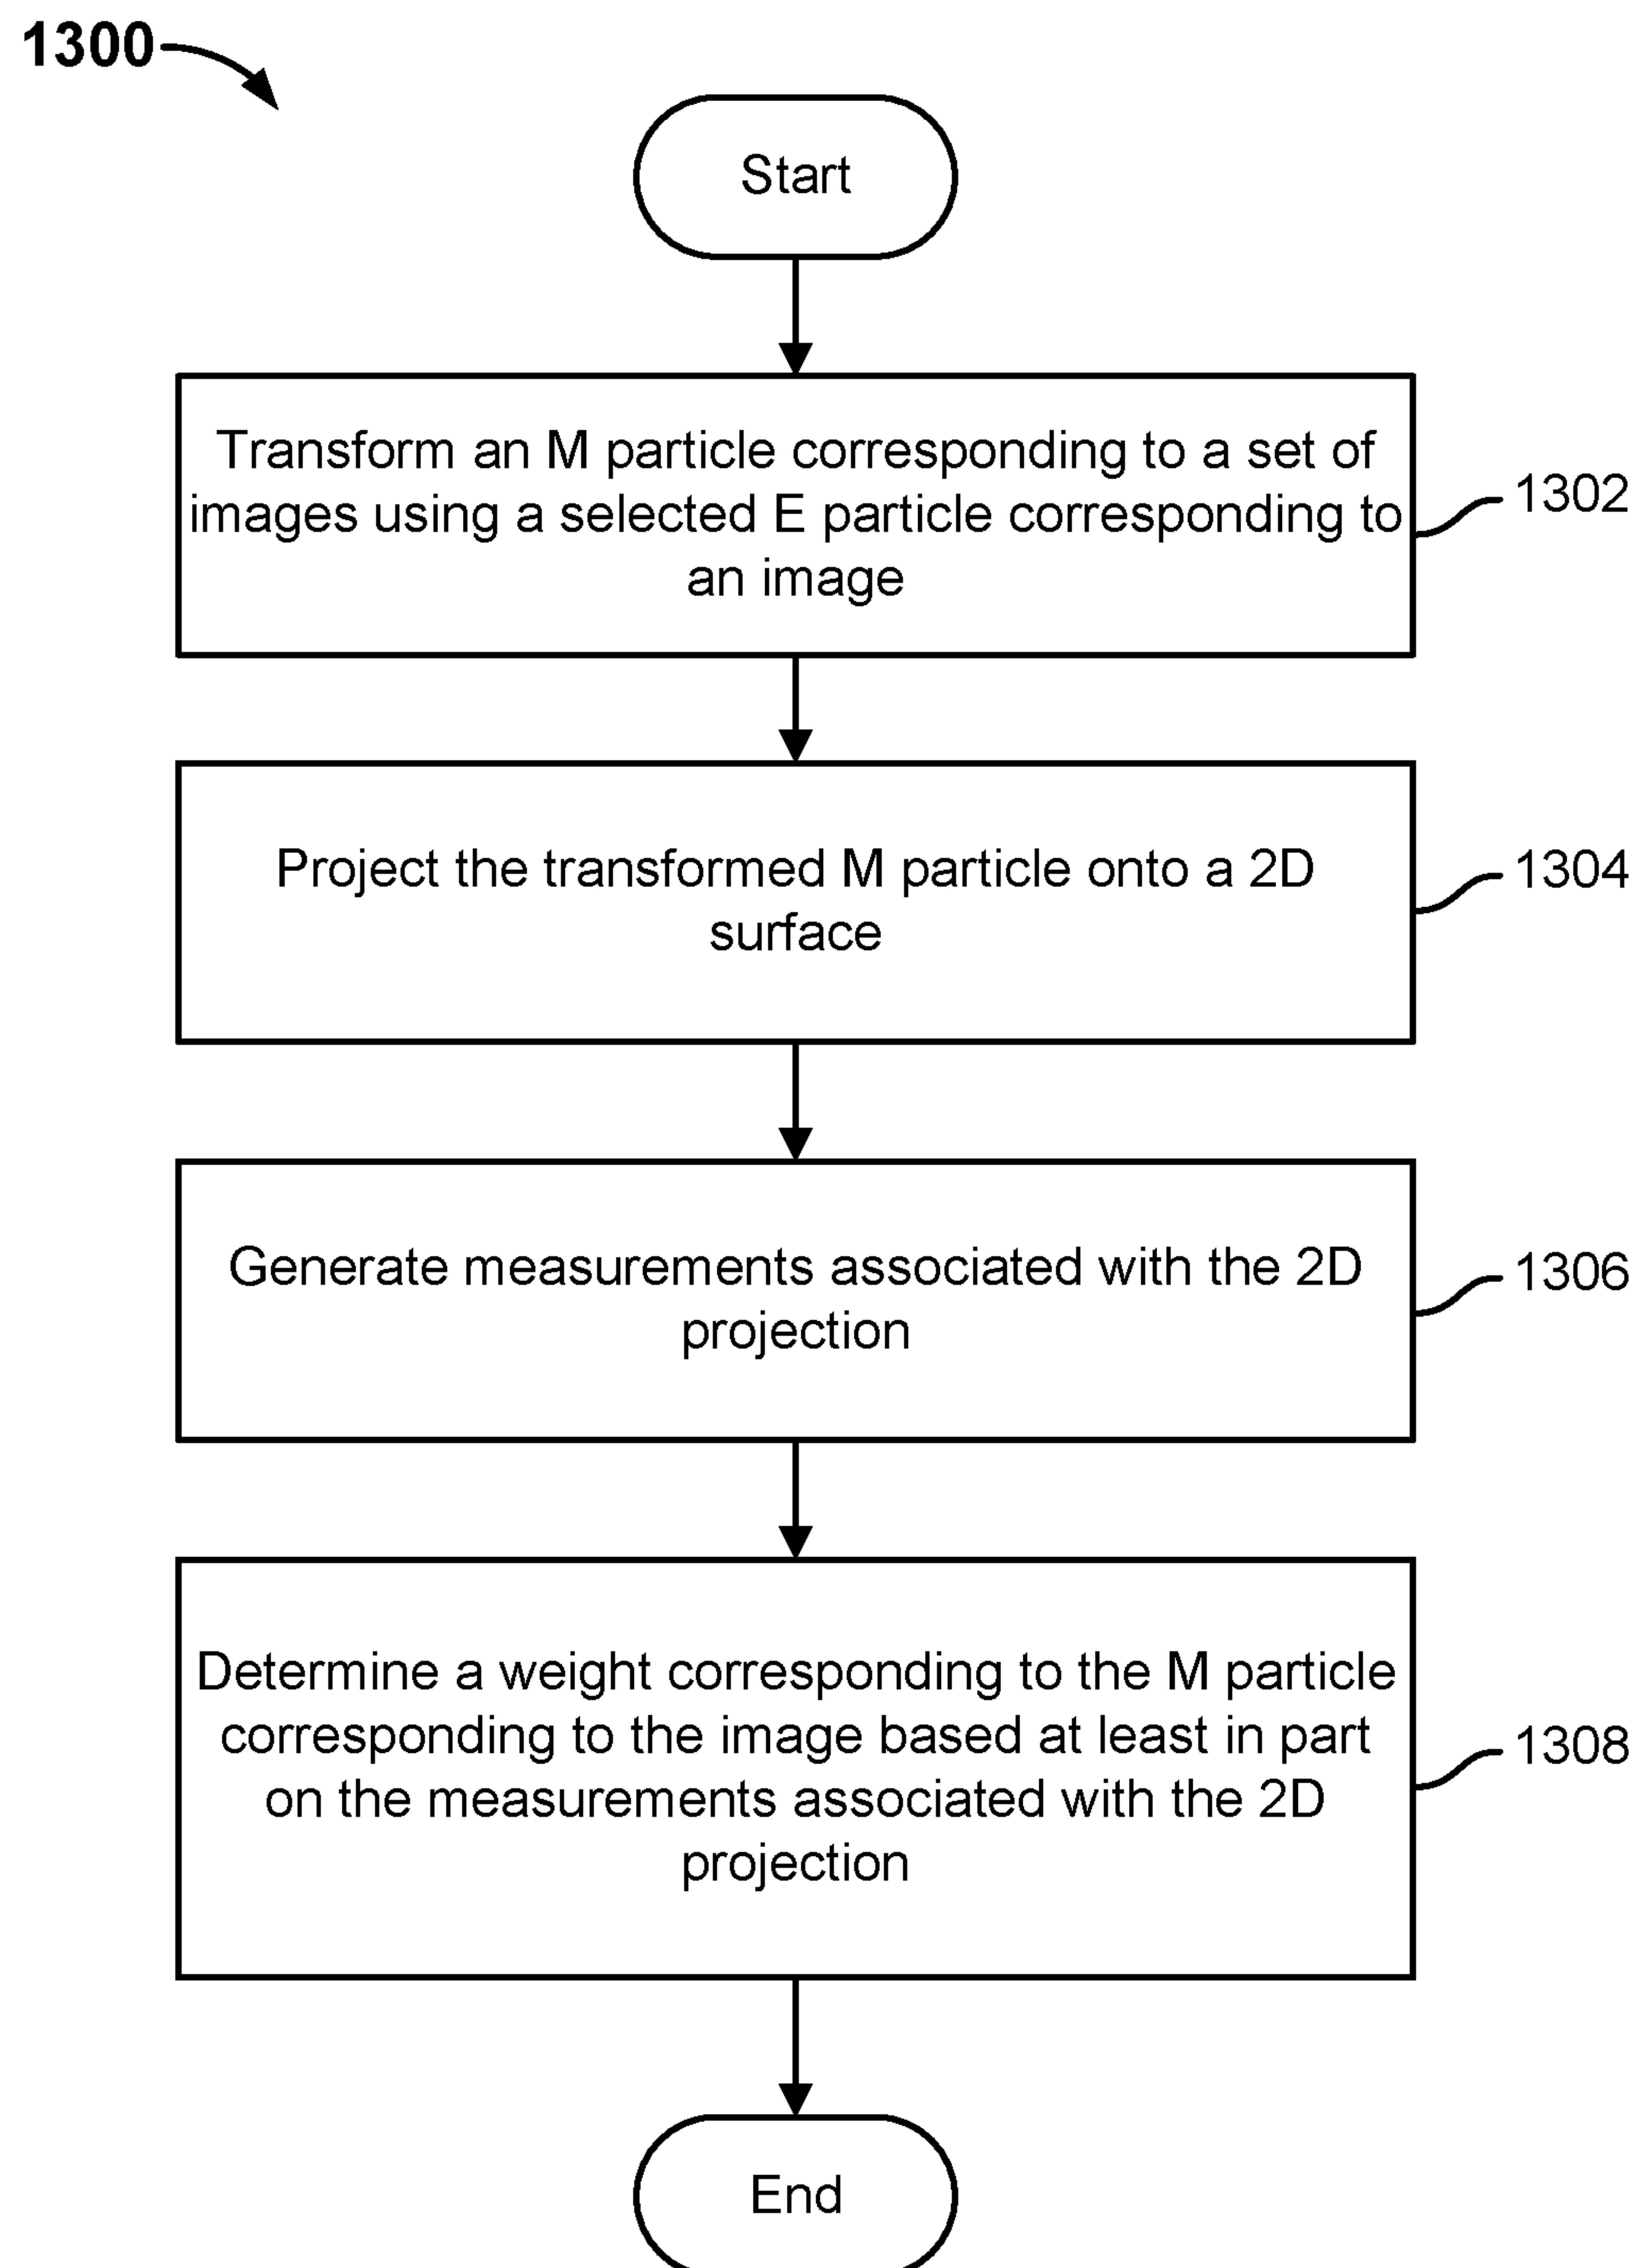 1300
Start
Transform an M particle corresponding to a set of
images using a selected E particle corresponding to
an image
1302
Project the transformed M particle onto a 2D
surface
1304
Generate measurements associated with the 2D
projection
1306
Determine a weight corresponding to the M particle
corresponding to the image based at least in part
on the measurements associated with the 2D
projection
1308
End